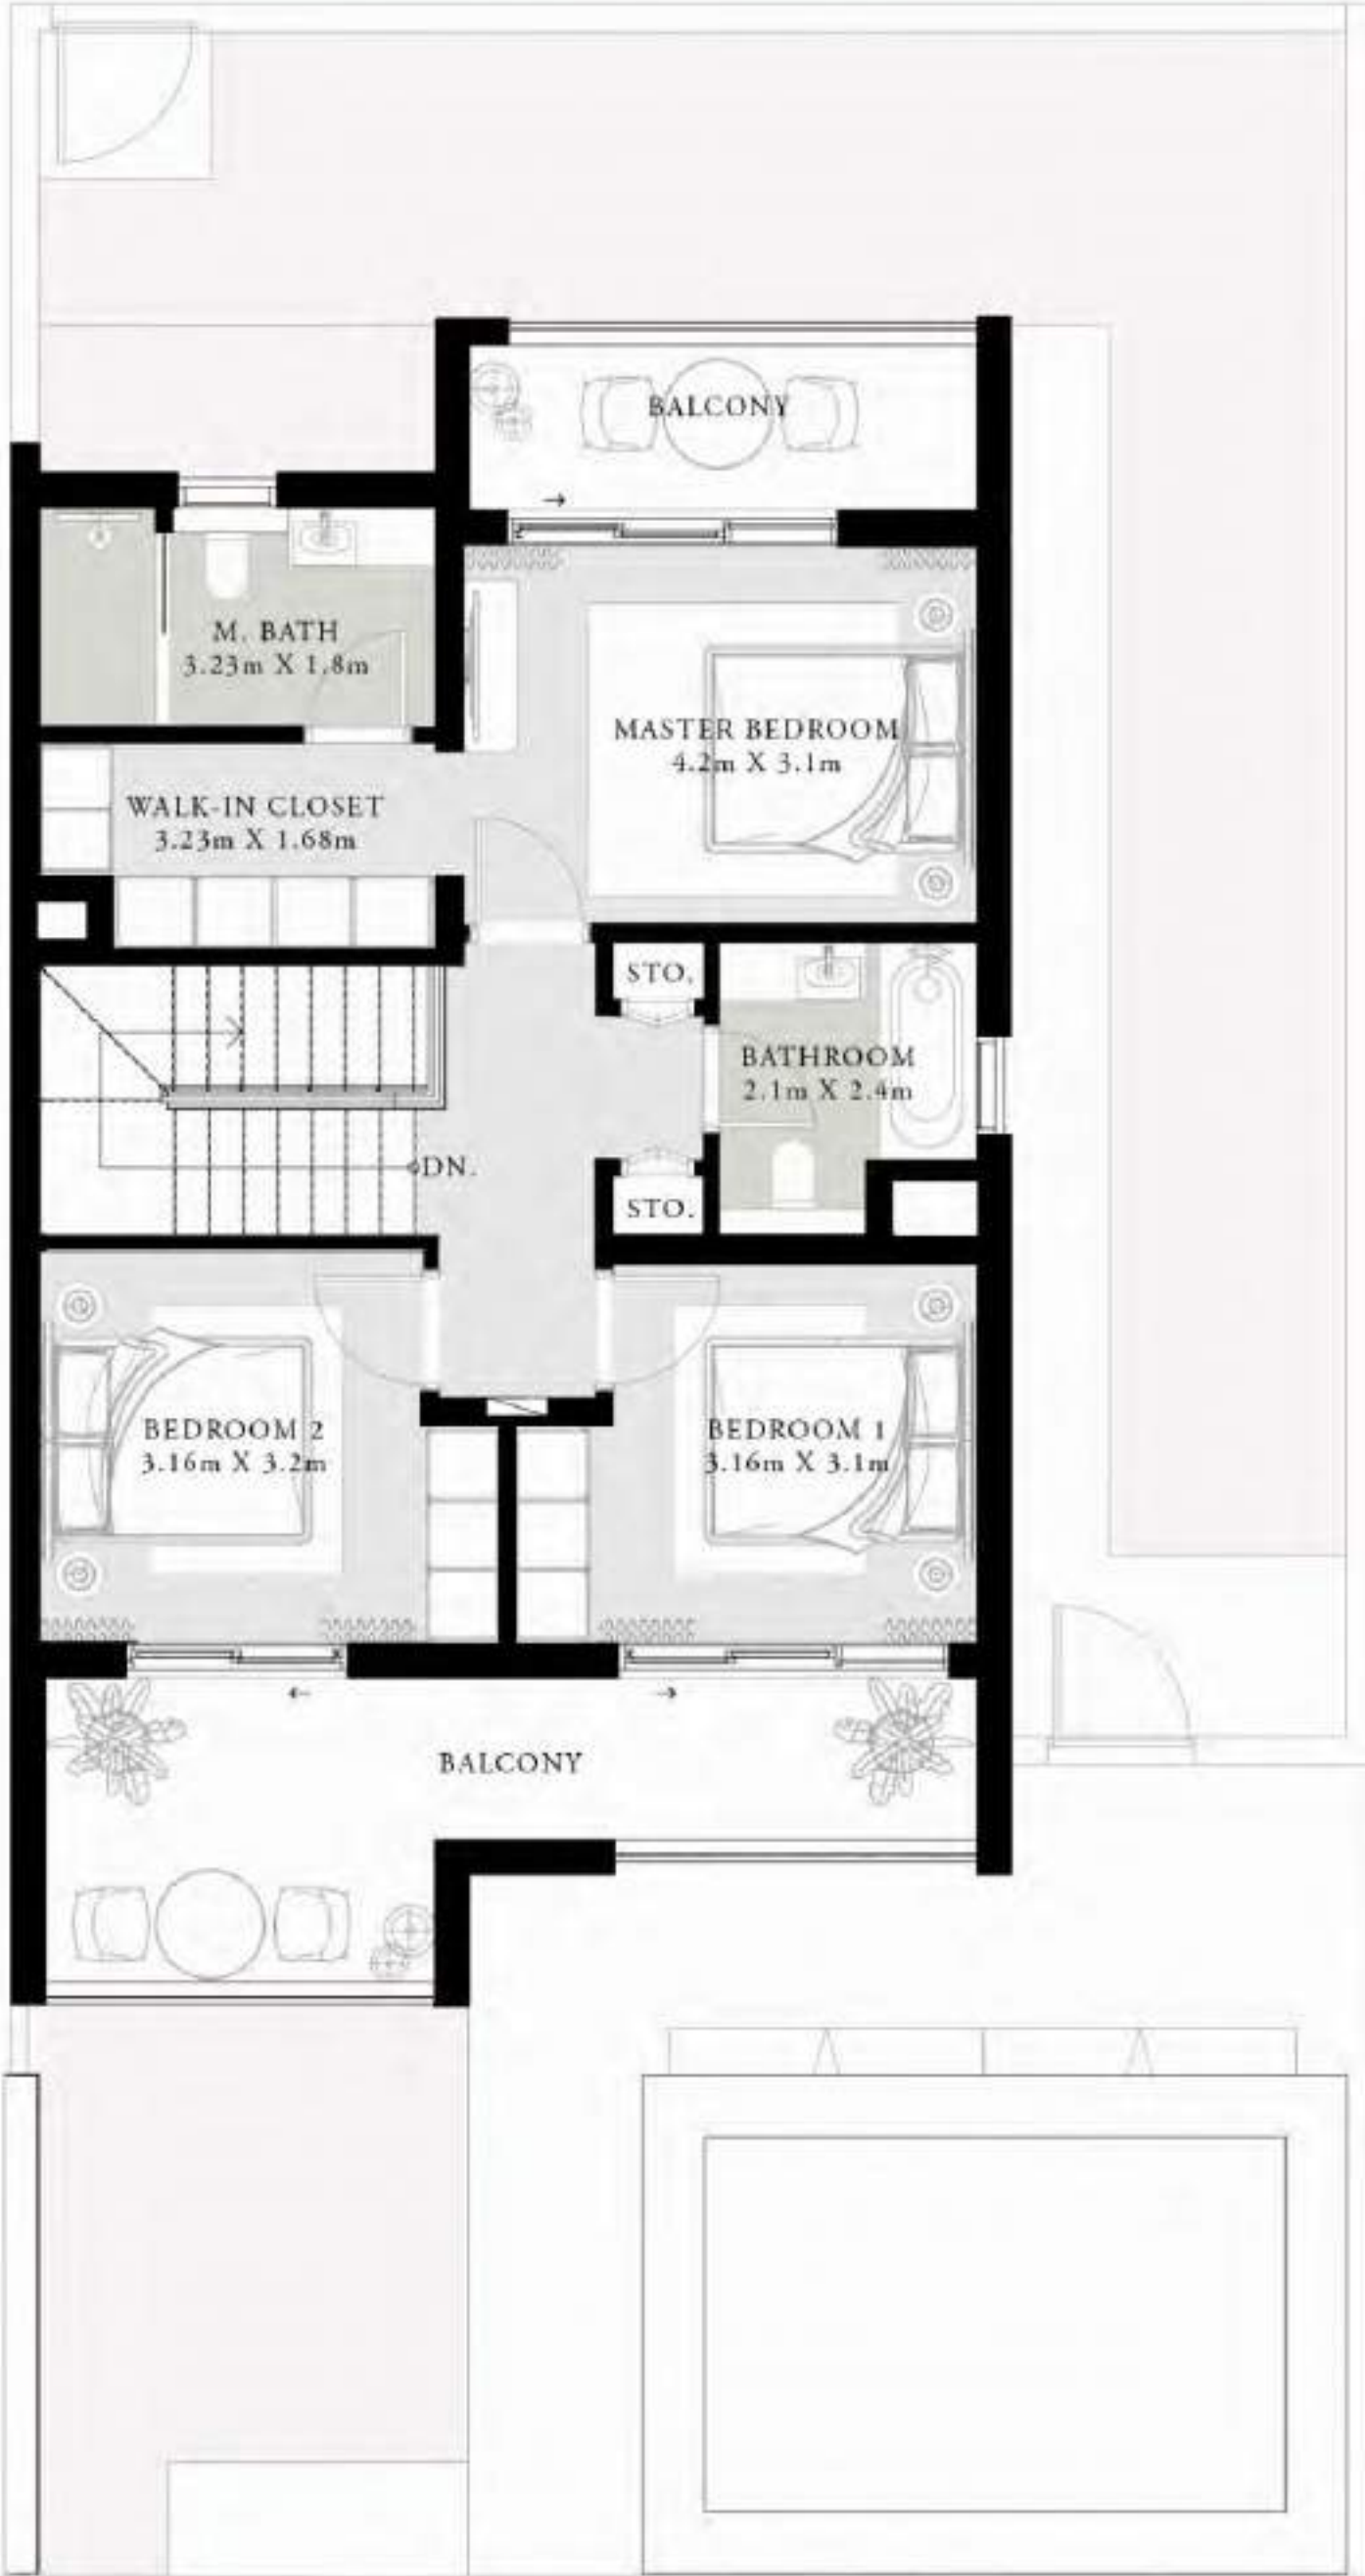 BALCONY
M. BATH
3.23m X 1.8m
MASTER BEDROOM
4.2m X 3.1m
WALK-IN CLOSET
3.23m X 1.68m
STO.
BATHROOM
2.1m X 2.4m
DN.
STO.
BEDROOM 2
3.16m X 3.2m
BEDROOM 1
3.16m X 3.1m
BALCONY